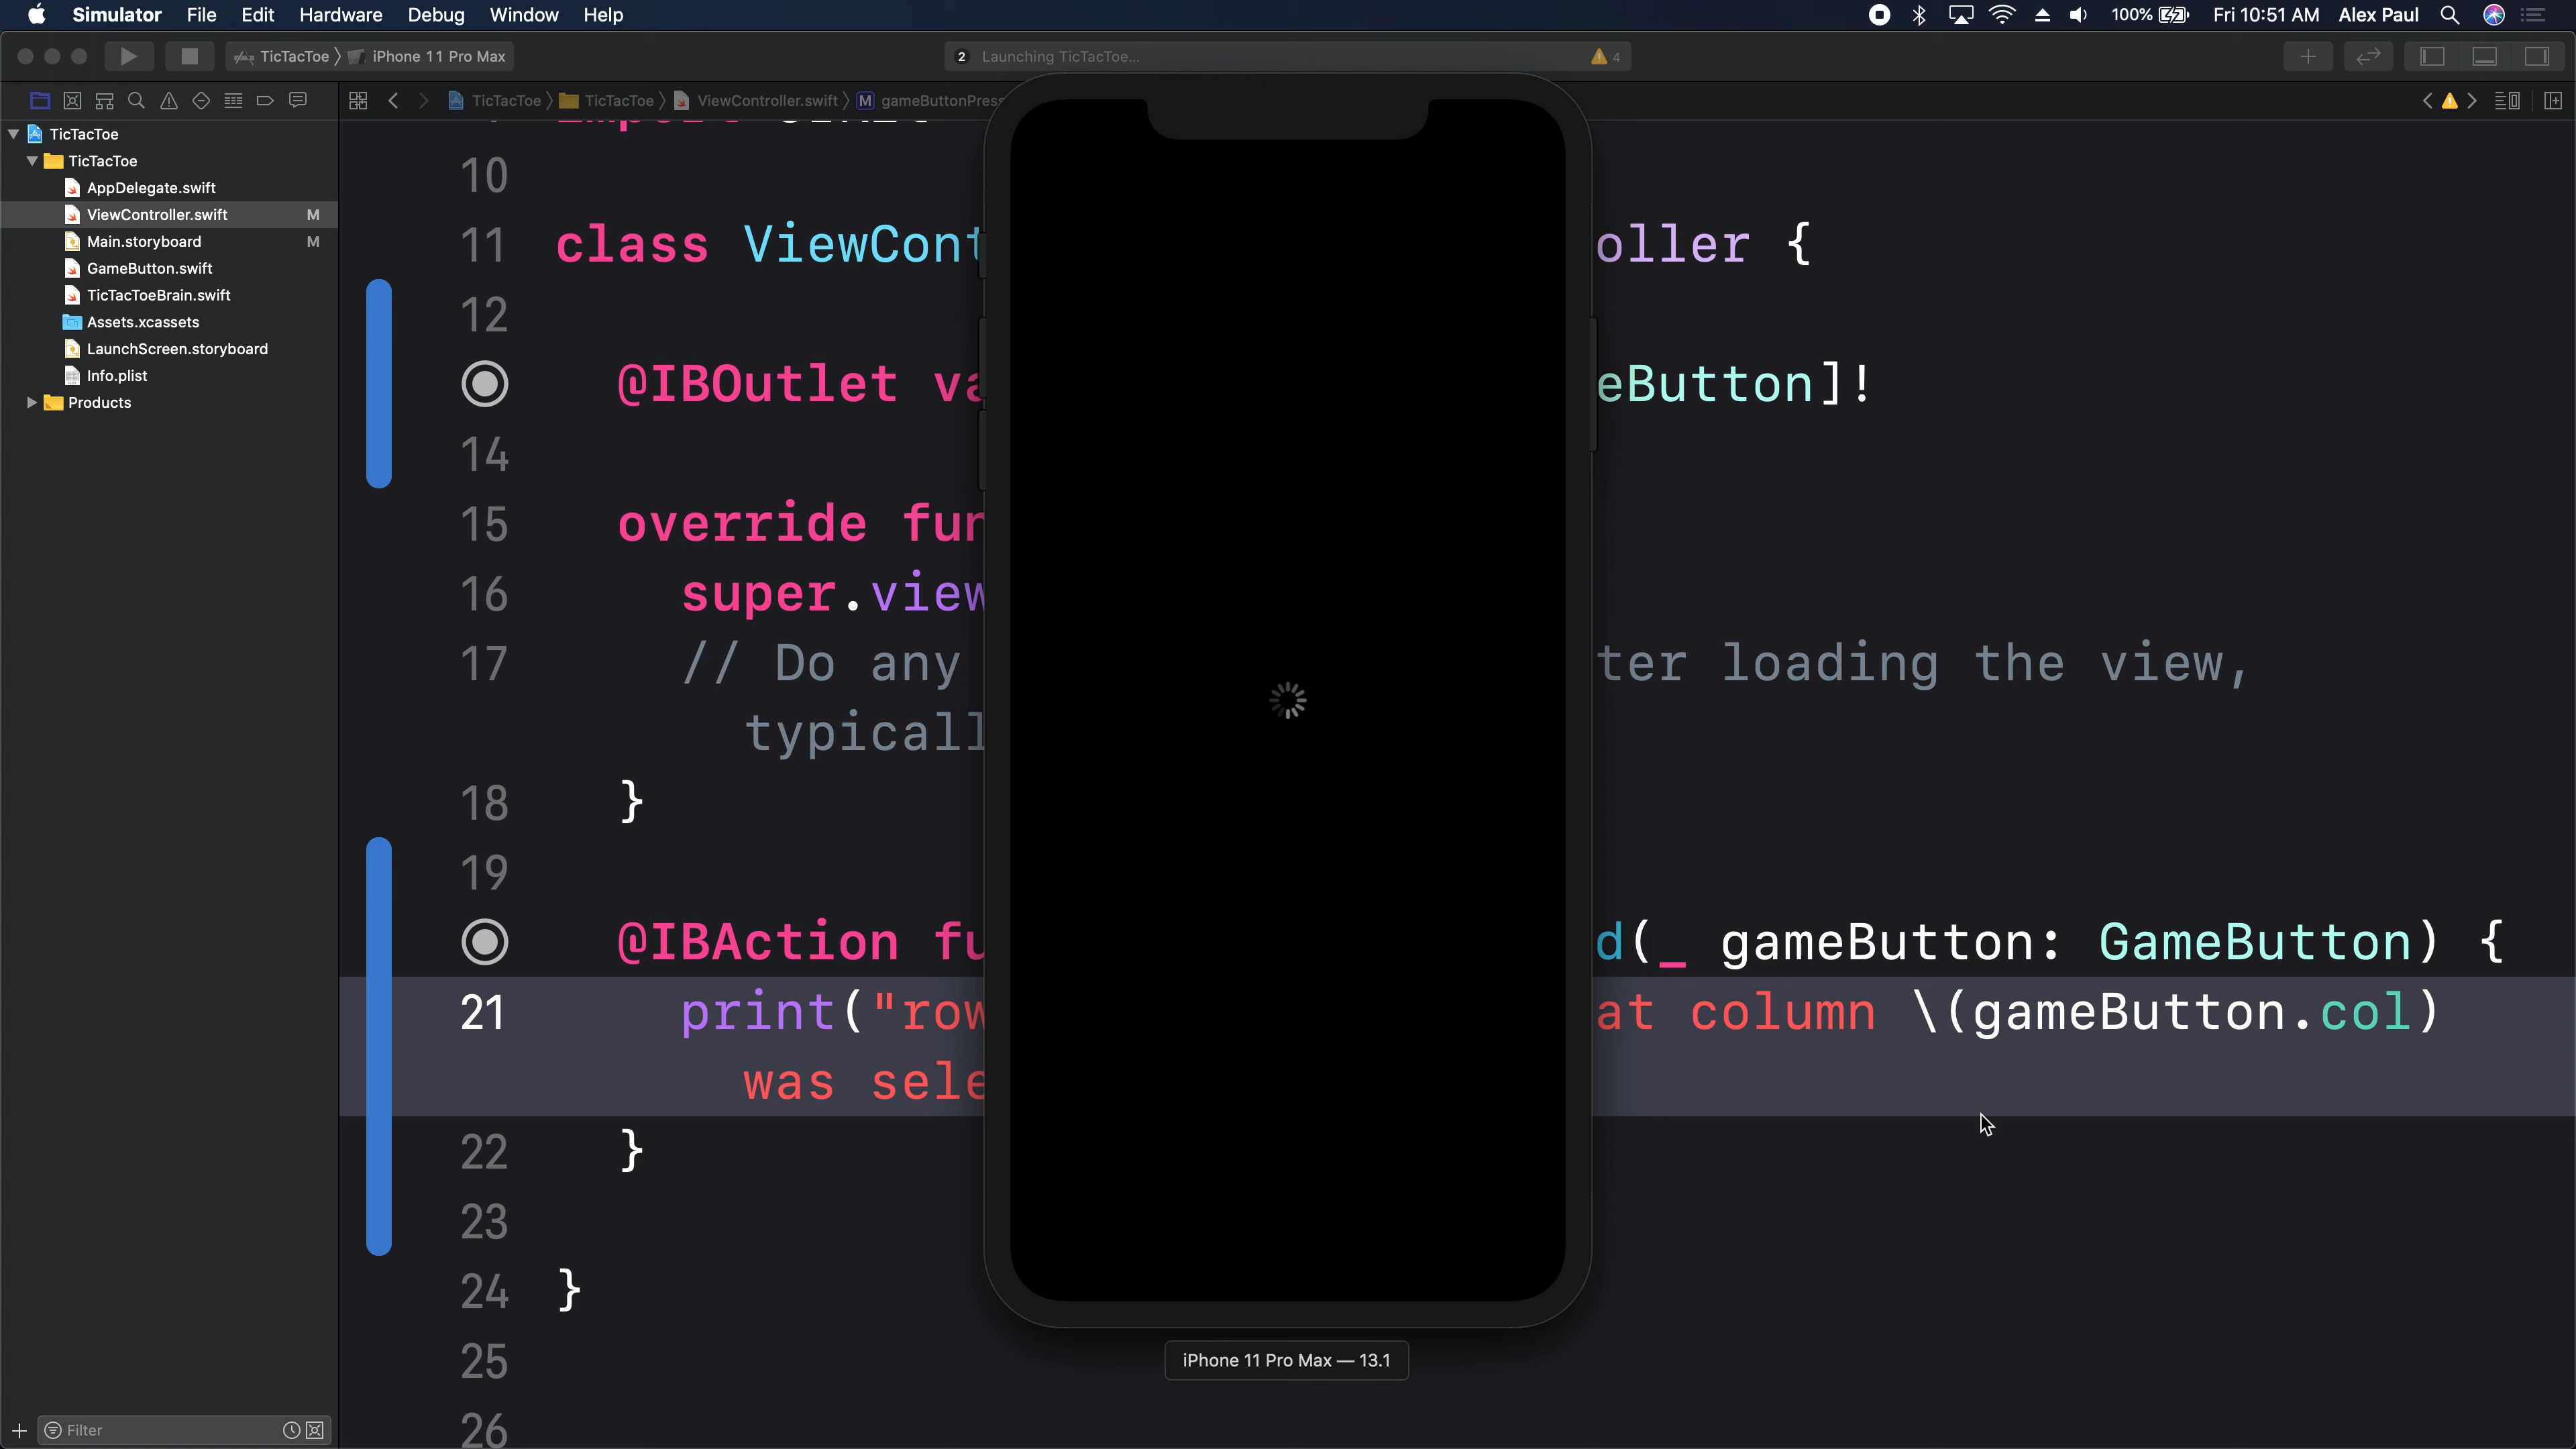 Simulator File Edit Hardware Debug Window Help 100% Fri 10:51 AM Alex Paul
TicTacToe iPhone 11 Pro Max 2 Launching TicTacToe... 4
TicTacToe TicTacToe ViewController.swift M
TicTacToe
TicTacToe
AppDelegate.swift
ViewController.swift M
Main.storyboard M
GameButton.swift
TicTacToeBrain.swift
Assets.xcassets
LaunchScreen.storyboard
Info.plist
Products
Filter
10
11 class ViewCont oller {
12
@IBOutlet va eButton]!
14
15 override fun
16 super.view
17 // Do any ter loading the view,
typicall
18 }
19
@IBAction fu d(_ gameButton: GameButton) {
21 print("row at column \(gameButton.col)
was sele
22 }
23
24 }
25
26
iPhone 11 Pro Max — 13.1